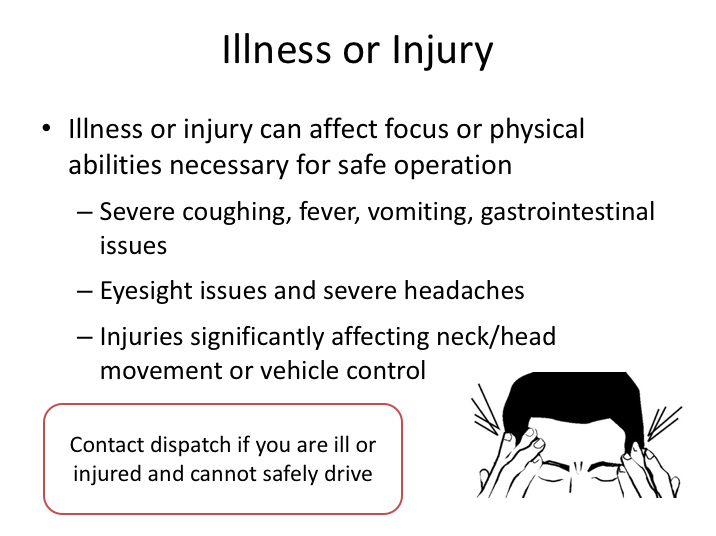 Illness or Injury
• Illness or injury can affect focus or physical
abilities necessary for safe operation
– Severe coughing, fever, vomiting, gastrointestinal
issues
– Eyesight issues and severe headaches
– Injuries significantly affecting neck/head
movement or vehicle control
Contact dispatch if you are ill or
injured and cannot safely drive